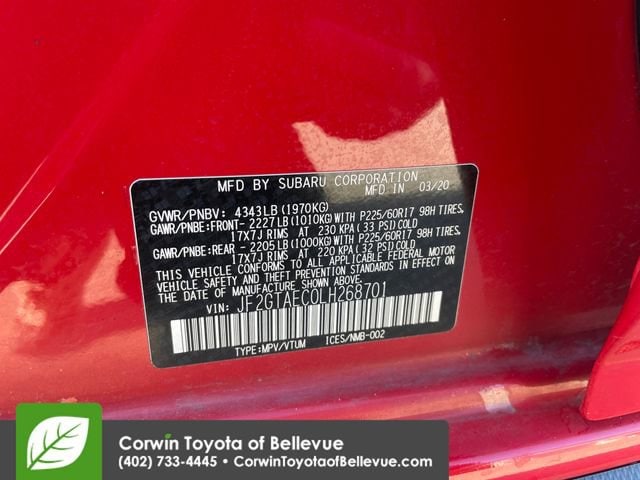 MFD BY SUBARU CORPORATION
MFD.IN 03/20
GVWR/PNBV: 4343LB(1970KG)
GAWR/PNBE:FRONT-2227LB(1010KG)WITH P225/60R17 98H TIRES,
17X7J RIMS AT 230 KPA(33 PSI)COLD
GAWR/PNBE:REAR -2205LB(1000KG)WITH P225/60R17 98H TIRES,
17X7J RIMS AT 220 KPA(32 PSI)COLD
THIS VEHICLE CONFORMS TO ALL APPLICABLE FEDERAL MOTOR
VEHICLE SAFETY AND THEFT PREVENTION STANDARDS IN EFFECT ON
THE DATE OF MANUFACTURE SHOWN ABOVE.
VIN: JF2GTAEC0LH268701
TYPE:MPV/VTUM ICES/NMB-002
Corwin Toyota of Bellevue
(402) 733-4445 • CorwinToyotaofBellevue.com